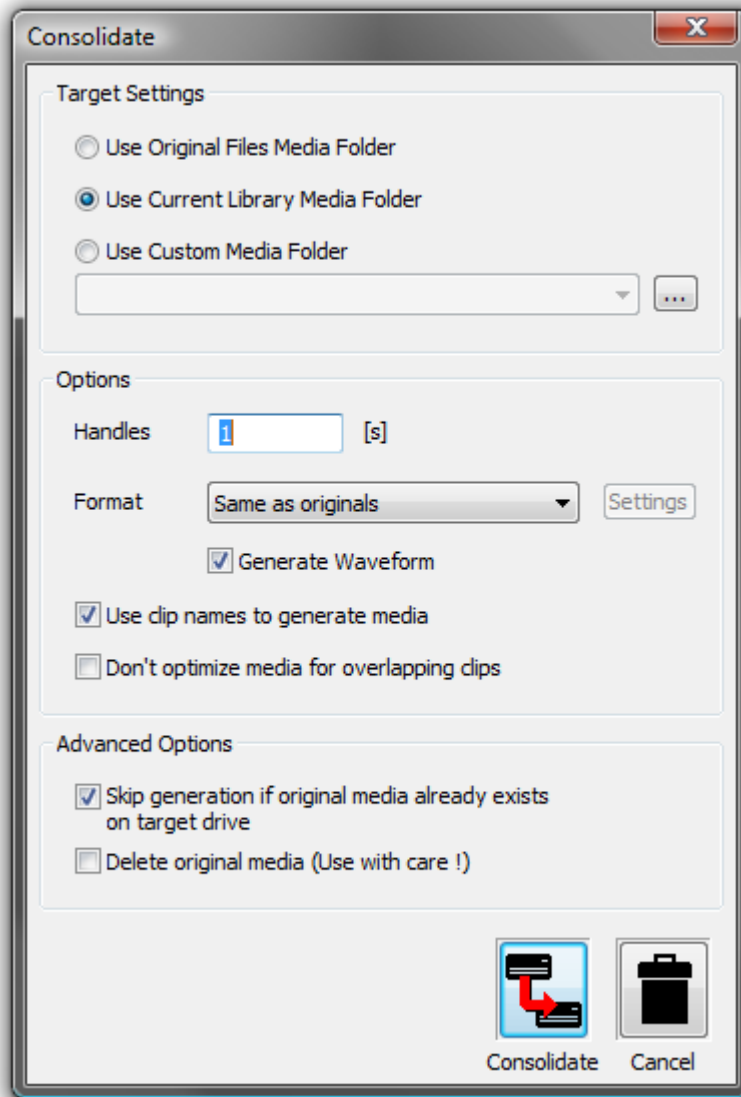 Consolidate
Target Settings
Use Original Files Media Folder
Use Current Library Media Folder
Use Custom Media Folder
...
Options
Handles 1 [s]
Format Same as originals Settings
Generate Waveform
Use clip names to generate media
Don't optimize media for overlapping clips
Advanced Options
Skip generation if original media already exists
on target drive
Delete original media (Use with care !)
Consolidate Cancel